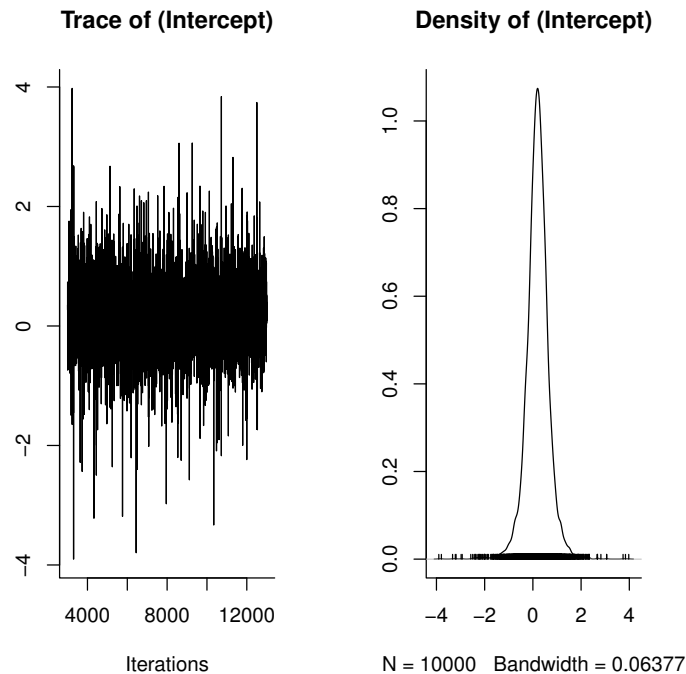 Trace of (Intercept)
4
2
0
−2
−4
4000 8000 12000
Iterations
Density of (Intercept)
1.0
0.8
0.6
0.4
0.2
0.0
−4 −2 0 2 4
N = 10000 Bandwidth = 0.06377